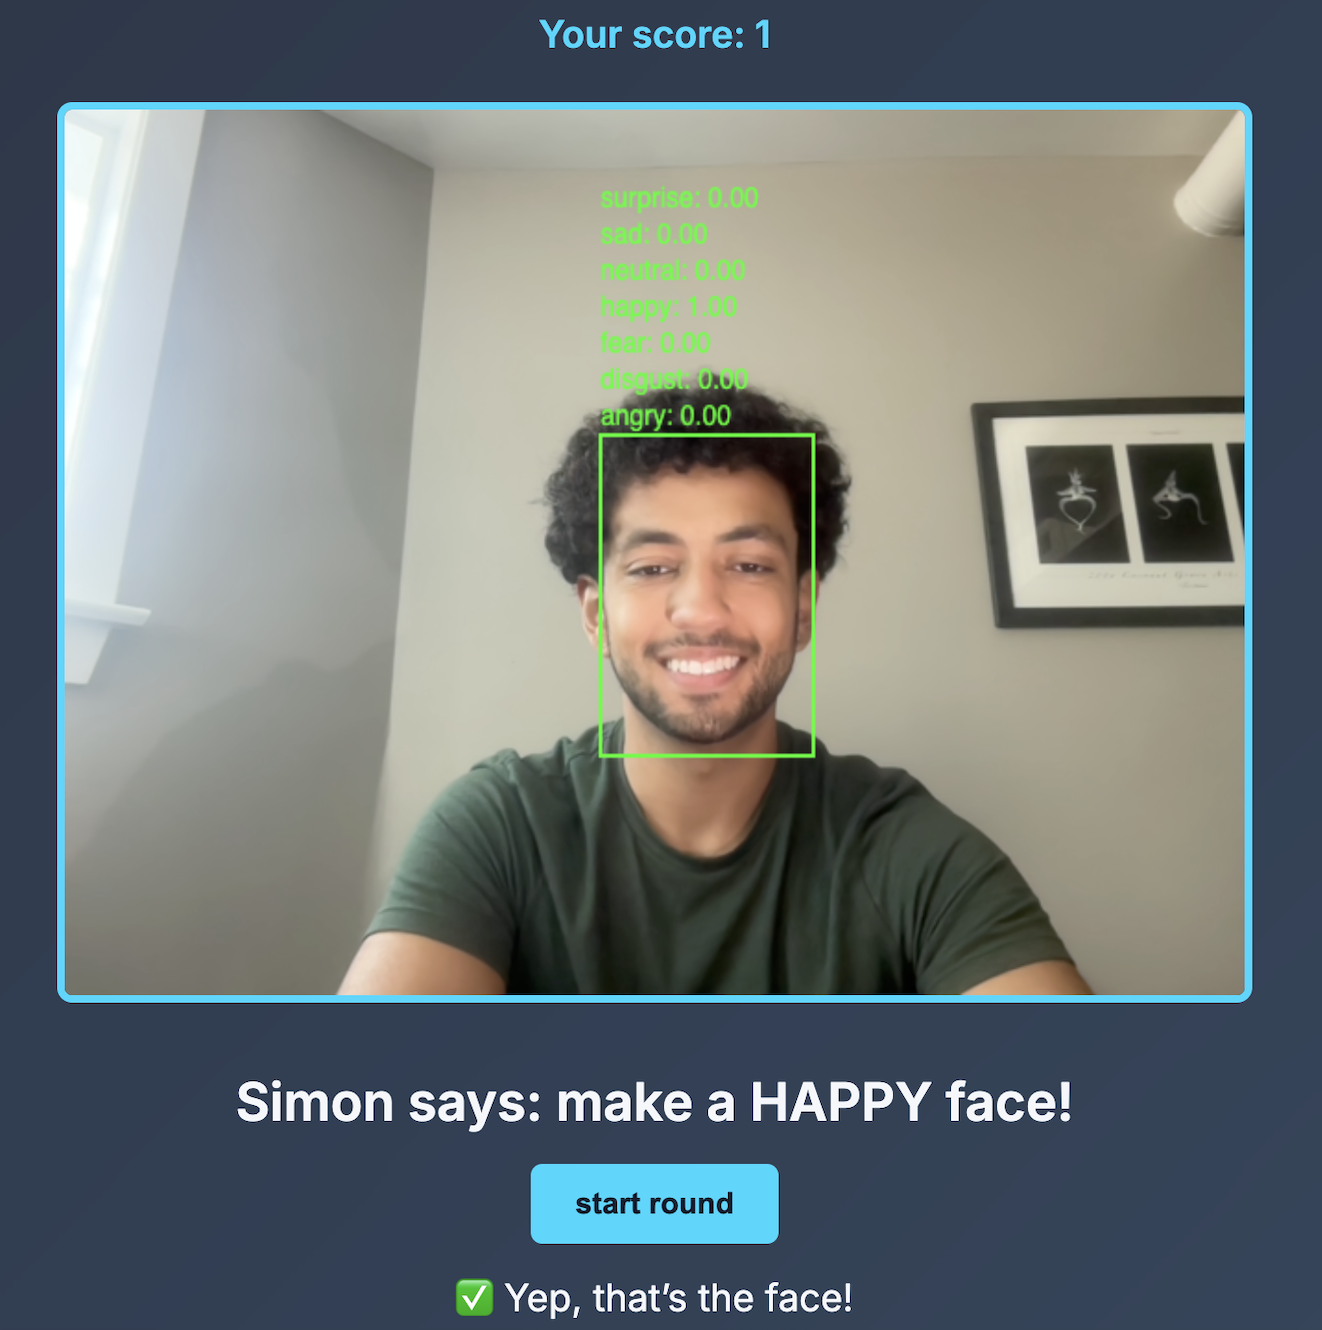 Your score: 1
surprise: 0.00
sad: 0.00
neutral: 0.00
happy: 1.00
fear: 0.00
disgust: 0.00
angry: 0.00
Simon says: make a HAPPY face!
start round
✅ Yep, that’s the face!